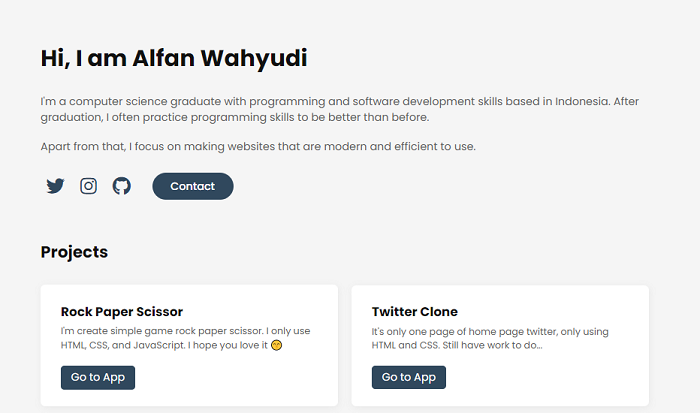 Hi, I am Alfan Wahyudi
I'm a computer science graduate with programming and software development skills based in Indonesia. After
graduation, I often practice programming skills to be better than before.
Apart from that, I focus on making websites that are modern and efficient to use.
Contact
Projects
Rock Paper Scissor
I'm create simple game rock paper scissor. I only use
HTML, CSS, and JavaScript. I hope you love it 😁
Go to App
Twitter Clone
It's only one page of home page twitter, only using
HTML and CSS. Still have work to do...
Go to App